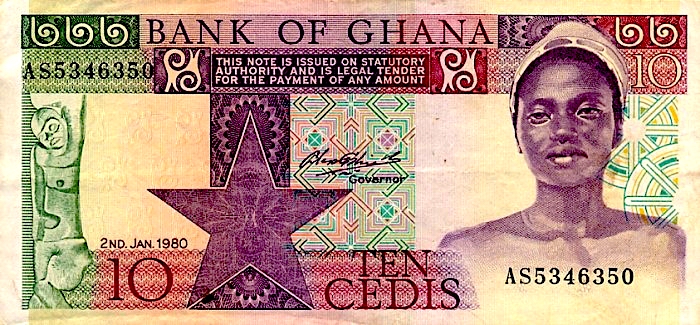 BANK OF GHANA
AS5346350
10
THIS NOTE IS ISSUED ON STATUTORY
AUTHORITY AND IS LEGAL TENDER
FOR THE PAYMENT OF ANY AMOUNT
Governor
2ND. JAN. 1980
10
TEN
CEDIS
AS5346350